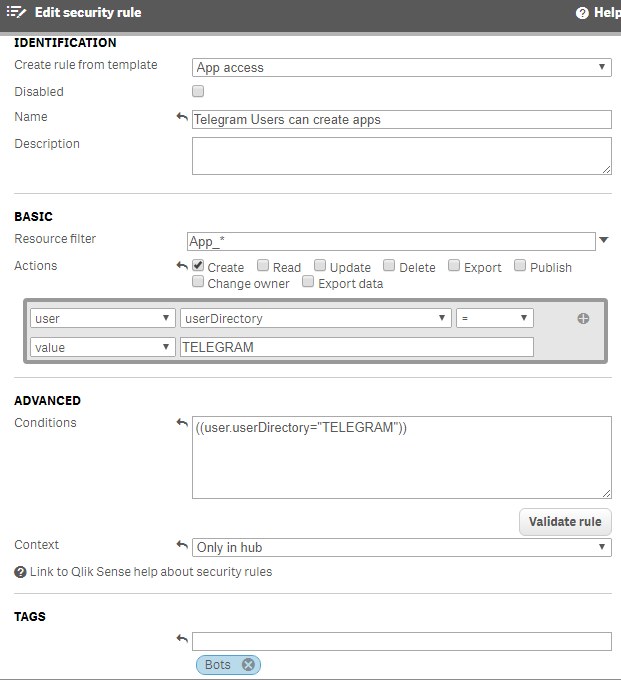 Edit security rule
Help
IDENTIFICATION
Create rule from template App access
Disabled
Name Telegram Users can create apps
Description
BASIC
Resource filter App_*
Actions Create Read Update Delete Export Publish
Change owner Export data
user userDirectory =
value TELEGRAM
ADVANCED
Conditions ((user.userDirectory="TELEGRAM"))
Validate rule
Context Only in hub
Link to Qlik Sense help about security rules
TAGS
Bots